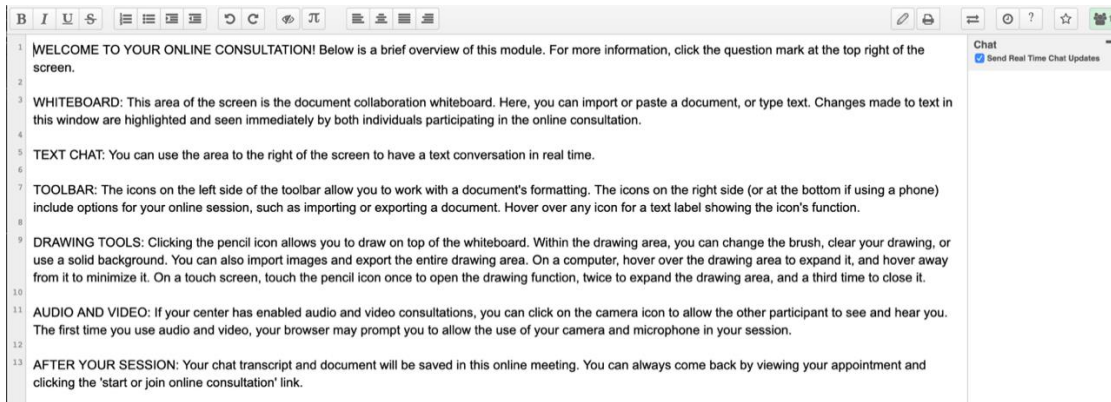 B I U S
π
?
1 WELCOME TO YOUR ONLINE CONSULTATION! Below is a brief overview of this module. For more information, click the question mark at the top right of the
screen.
2
3 WHITEBOARD: This area of the screen is the document collaboration whiteboard. Here, you can import or paste a document, or type text. Changes made to text in
this window are highlighted and seen immediately by both individuals participating in the online consultation.
4
5 TEXT CHAT: You can use the area to the right of the screen to have a text conversation in real time.
6
7 TOOLBAR: The icons on the left side of the toolbar allow you to work with a document's formatting. The icons on the right side (or at the bottom if using a phone)
include options for your online session, such as importing or exporting a document. Hover over any icon for a text label showing the icon's function.
8
9 DRAWING TOOLS: Clicking the pencil icon allows you to draw on top of the whiteboard. Within the drawing area, you can change the brush, clear your drawing, or
use a solid background. You can also import images and export the entire drawing area. On a computer, hover over the drawing area to expand it, and hover away
from it to minimize it. On a touch screen, touch the pencil icon once to open the drawing function, twice to expand the drawing area, and a third time to close it.
10
11 AUDIO AND VIDEO: If your center has enabled audio and video consultations, you can click on the camera icon to allow the other participant to see and hear you.
The first time you use audio and video, your browser may prompt you to allow the use of your camera and microphone in your session.
12
13 AFTER YOUR SESSION: Your chat transcript and document will be saved in this online meeting. You can always come back by viewing your appointment and
clicking the 'start or join online consultation' link.
Chat
Send Real Time Chat Updates